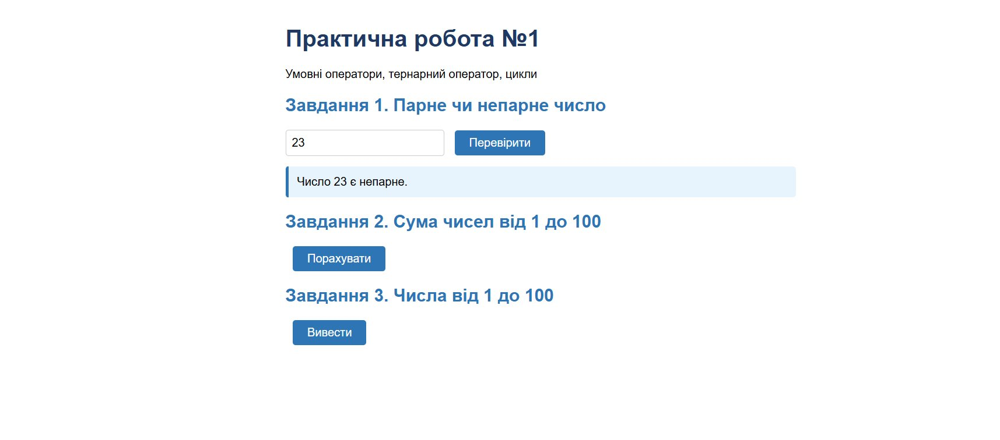 Практична робота №1
Умовні оператори, тернарний оператор, цикли
Завдання 1. Парне чи непарне число
23 Перевірити
Число 23 є непарне.
Завдання 2. Сума чисел від 1 до 100
Порахувати
Завдання 3. Числа від 1 до 100
Вивести